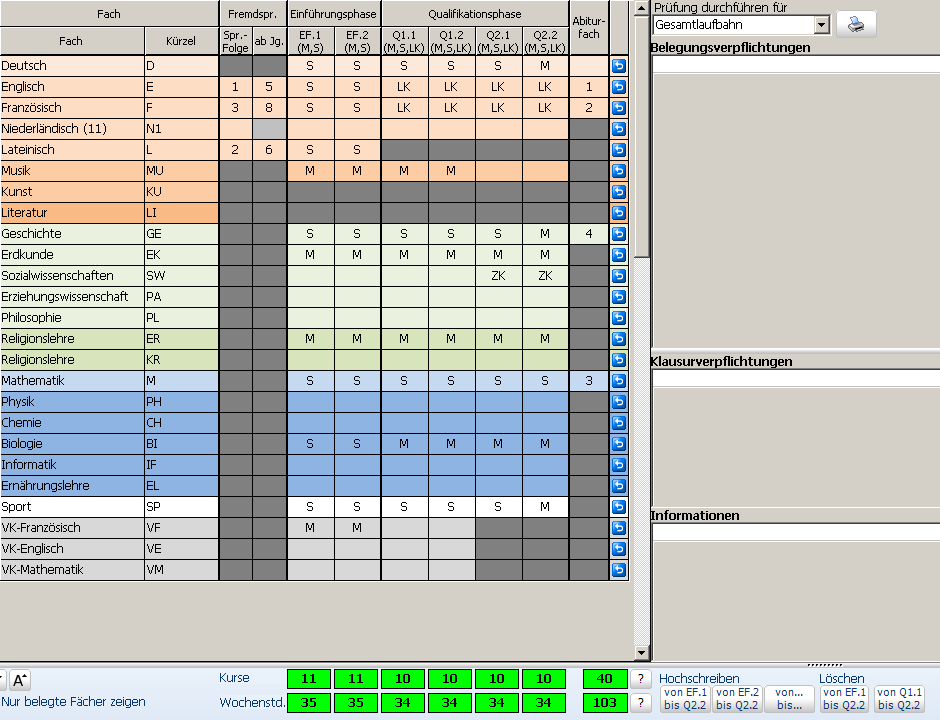 Fach Fremdspr. Einführungsphase Qualifikationsphase Abitur-fach
Fach Kürzel Spr.-Folge ab Jg. EF.1 (M,S) EF.2 (M,S) Q1.1 (M,S,LK) Q1.2 (M,S,LK) Q2.1 (M,S,LK) Q2.2 (M,S,LK)
Deutsch D S S S S S M
Englisch E 1 5 S S LK LK LK LK 1
Französisch F 3 8 S S LK LK LK LK 2
Niederländisch (11) N1
Lateinisch L 2 6 S S
Musik MU M M M M
Kunst KU
Literatur LI
Geschichte GE S S S S S M 4
Erdkunde EK M M M M M M
Sozialwissenschaften SW ZK ZK
Erziehungswissenschaft PA
Philosophie PL
Religionslehre ER M M M M M M
Religionslehre KR
Mathematik M S S S S S S 3
Physik PH
Chemie CH
Biologie BI S S M M M M
Informatik IF
Ernährungslehre EL
Sport SP S S S S S M
VK-Französisch VF M M
VK-Englisch VE
VK-Mathematik VM
Prüfung durchführen für
Gesamtlaufbahn
Belegungsverpflichtungen
Klausurverpflichtungen
Informationen
A
Kurse 11 11 10 10 10 10 40 ?
Nur belegte Fächer zeigen
Wochenstd. 35 35 34 34 34 34 103 ?
Hochschreiben Löschen
von EF.1 bis Q2.2
von EF.2 bis Q2.2
von... bis...
von EF.1 bis Q2.2
von Q1.1 bis Q2.2